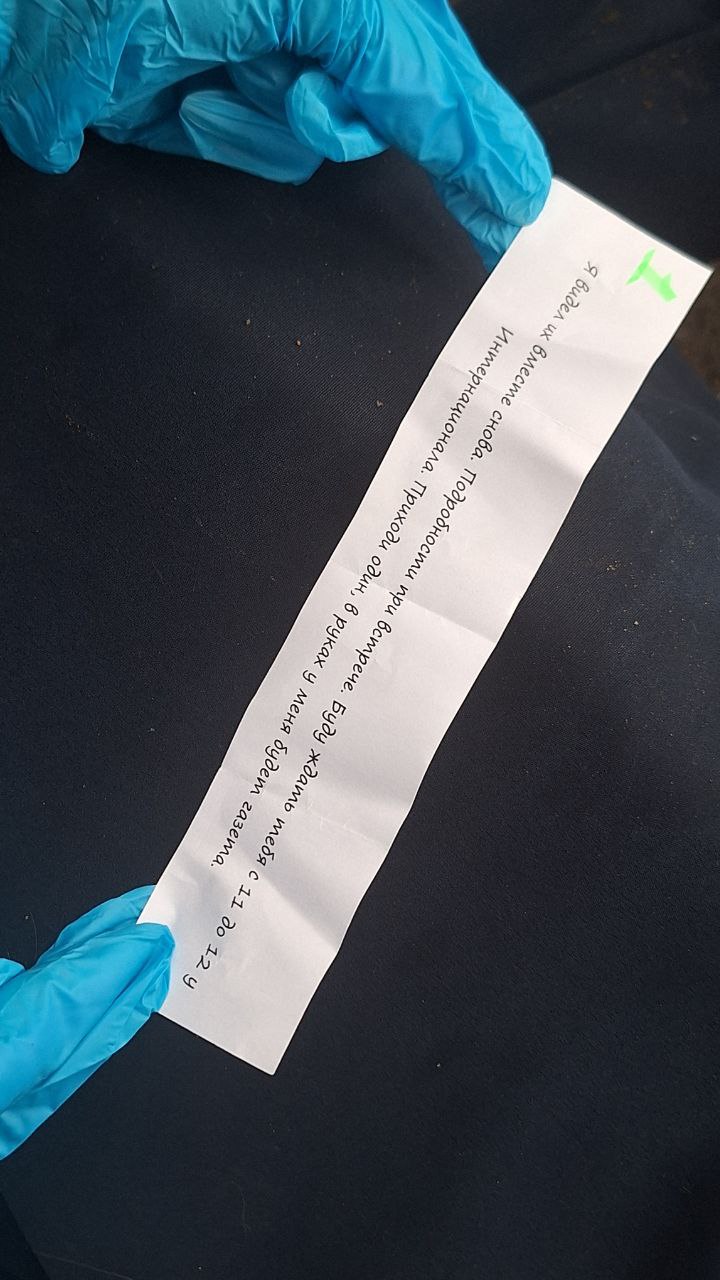 1
Я видел их вместе снова. Подробности при встрече. Буду ждать тебя с 11 до 12 у
Интернационала. Приходи один, в руках у меня будет газета.